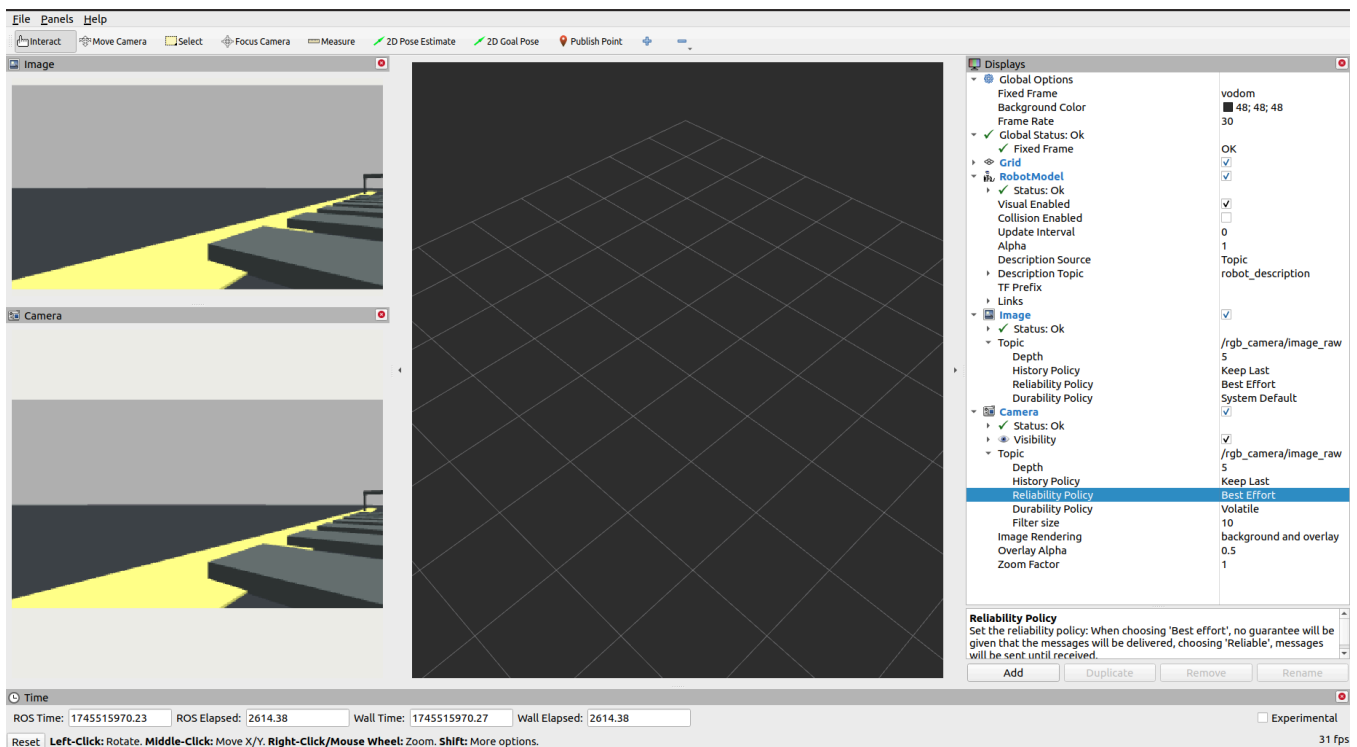 File Panels Help
Interact Move Camera Select Focus Camera Measure 2D Pose Estimate 2D Goal Pose Publish Point
Image
Camera
Displays
Global Options
Fixed Frame vodom
Background Color 48; 48; 48
Frame Rate 30
Global Status: Ok
Fixed Frame OK
Grid
RobotModel
Status: Ok
Visual Enabled
Collision Enabled
Update Interval 0
Alpha 1
Description Source Topic
Description Topic robot_description
TF Prefix
Links
Image
Status: Ok
Topic /rgb_camera/image_raw
Depth 5
History Policy Keep Last
Reliability Policy Best Effort
Durability Policy System Default
Camera
Status: Ok
Visibility
Topic /rgb_camera/image_raw
Depth 5
History Policy Keep Last
Reliability Policy Best Effort
Durability Policy Volatile
Filter size 10
Image Rendering background and overlay
Overlay Alpha 0.5
Zoom Factor 1
Reliability Policy
Set the reliability policy: When choosing 'Best effort', no guarantee will be
given that the messages will be delivered, choosing 'Reliable', messages
will be sent until received.
Add Duplicate Remove Rename
Time
ROS Time: 1745515970.23 ROS Elapsed: 2614.38 Wall Time: 1745515970.27 Wall Elapsed: 2614.38 Experimental
Reset Left-Click: Rotate. Middle-Click: Move X/Y. Right-Click/Mouse Wheel: Zoom. Shift: More options. 31 fps